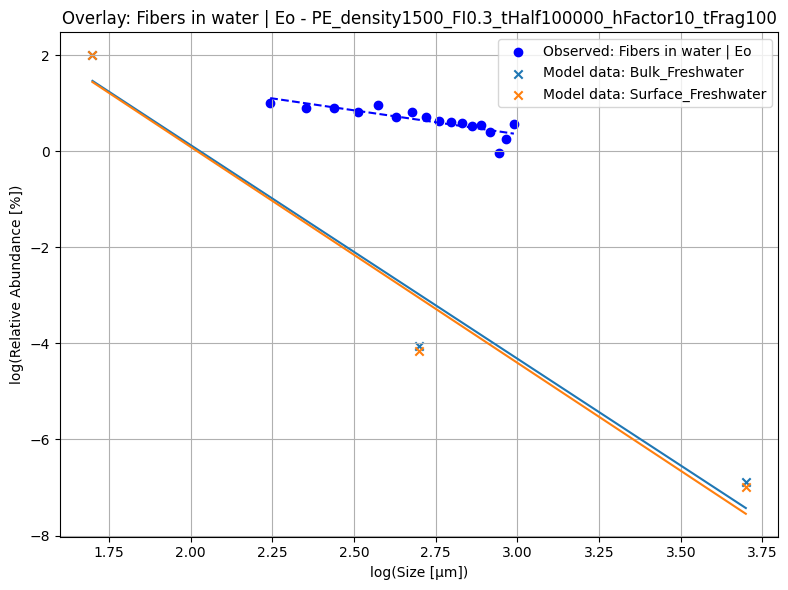 Overlay: Fibers in water | Eo - PE_density1500_FI0.3_tHalf100000_hFactor10_tFrag100
Observed: Fibers in water | Eo
Model data: Bulk_Freshwater
Model data: Surface_Freshwater
log(Relative Abundance [%])
2
0
−2
−4
−6
−8
1.75
2.00
2.25
2.50
2.75
3.00
3.25
3.50
3.75
log(Size [μm])